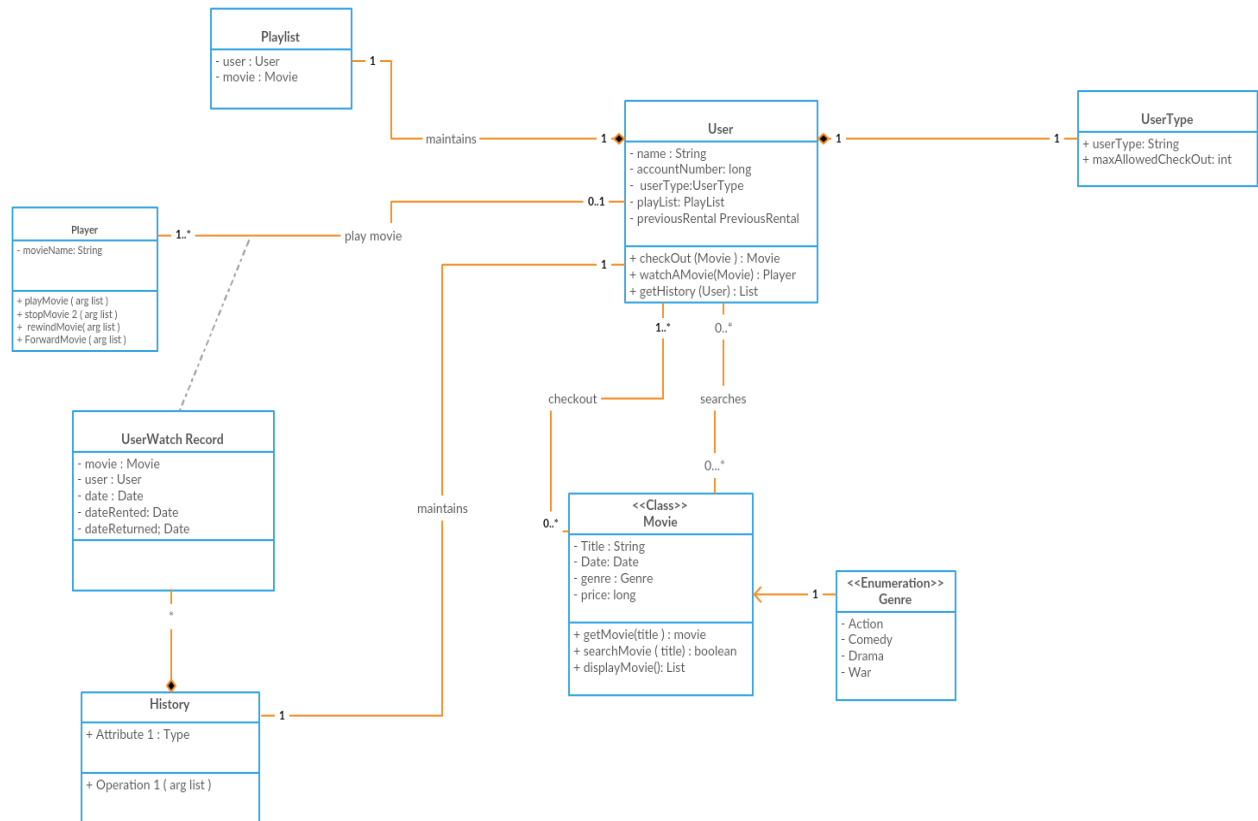 Playlist
- user : User
- movie : Movie
1
maintains
1
User
- name : String
- accountNumber: long
- userType:UserType
- playList: PlayList
- previousRental PreviousRental
+ checkOut (Movie ) : Movie
+ watchAMovie(Movie) : Player
+ getHistory (User) : List
1
1
UserType
+ userType: String
+ maxAllowedCheckOut: int
Player
- movieName: String
+ playMovie ( arg list )
+ stopMovie 2 ( arg list )
+ rewindMovie( arg list )
+ ForwardMovie ( arg list )
1..*
play movie
0..1
1
1..*
0..*
checkout
searches
UserWatch Record
- movie : Movie
- user : User
- date : Date
- dateRented: Date
- dateReturned; Date
maintains
0..*
0...*
<<Class>>
Movie
- Title : String
- Date: Date
- genre : Genre
- price: long
+ getMovie(title ) : movie
+ searchMovie ( title) : boolean
+ displayMovie(): List
1
<<Enumeration>>
Genre
- Action
- Comedy
- Drama
- War
*
History
+ Attribute 1 : Type
+ Operation 1 ( arg list )
1